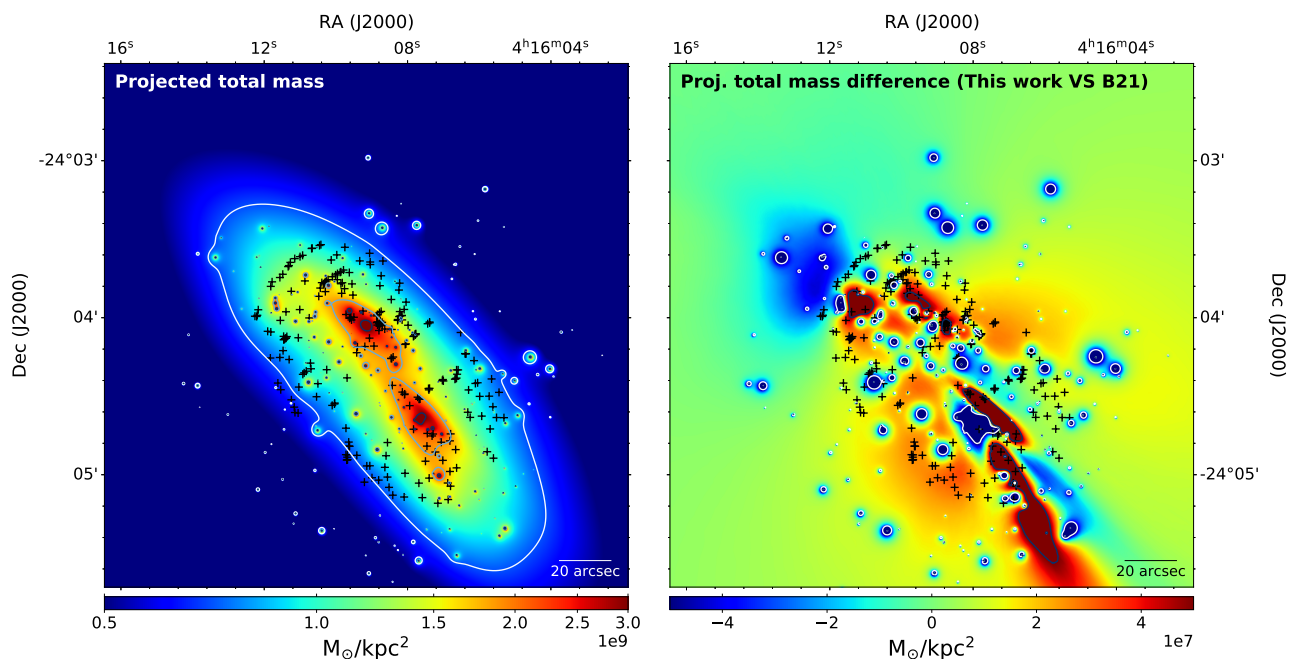 RA (J2000)
16ˢ 12ˢ 08ˢ 4ʰ16ᵐ04ˢ
Projected total mass
Dec (J2000)
-24°03'
04'
05'
20 arcsec
0.5 1.0 1.5 2.0 2.5 3.0
1e9
M⊙/kpc²
RA (J2000)
16ˢ 12ˢ 08ˢ 4ʰ16ᵐ04ˢ
Proj. total mass difference (This work VS B21)
03'
04'
-24°05'
Dec (J2000)
20 arcsec
−4 −2 0 2 4
1e7
M⊙/kpc²